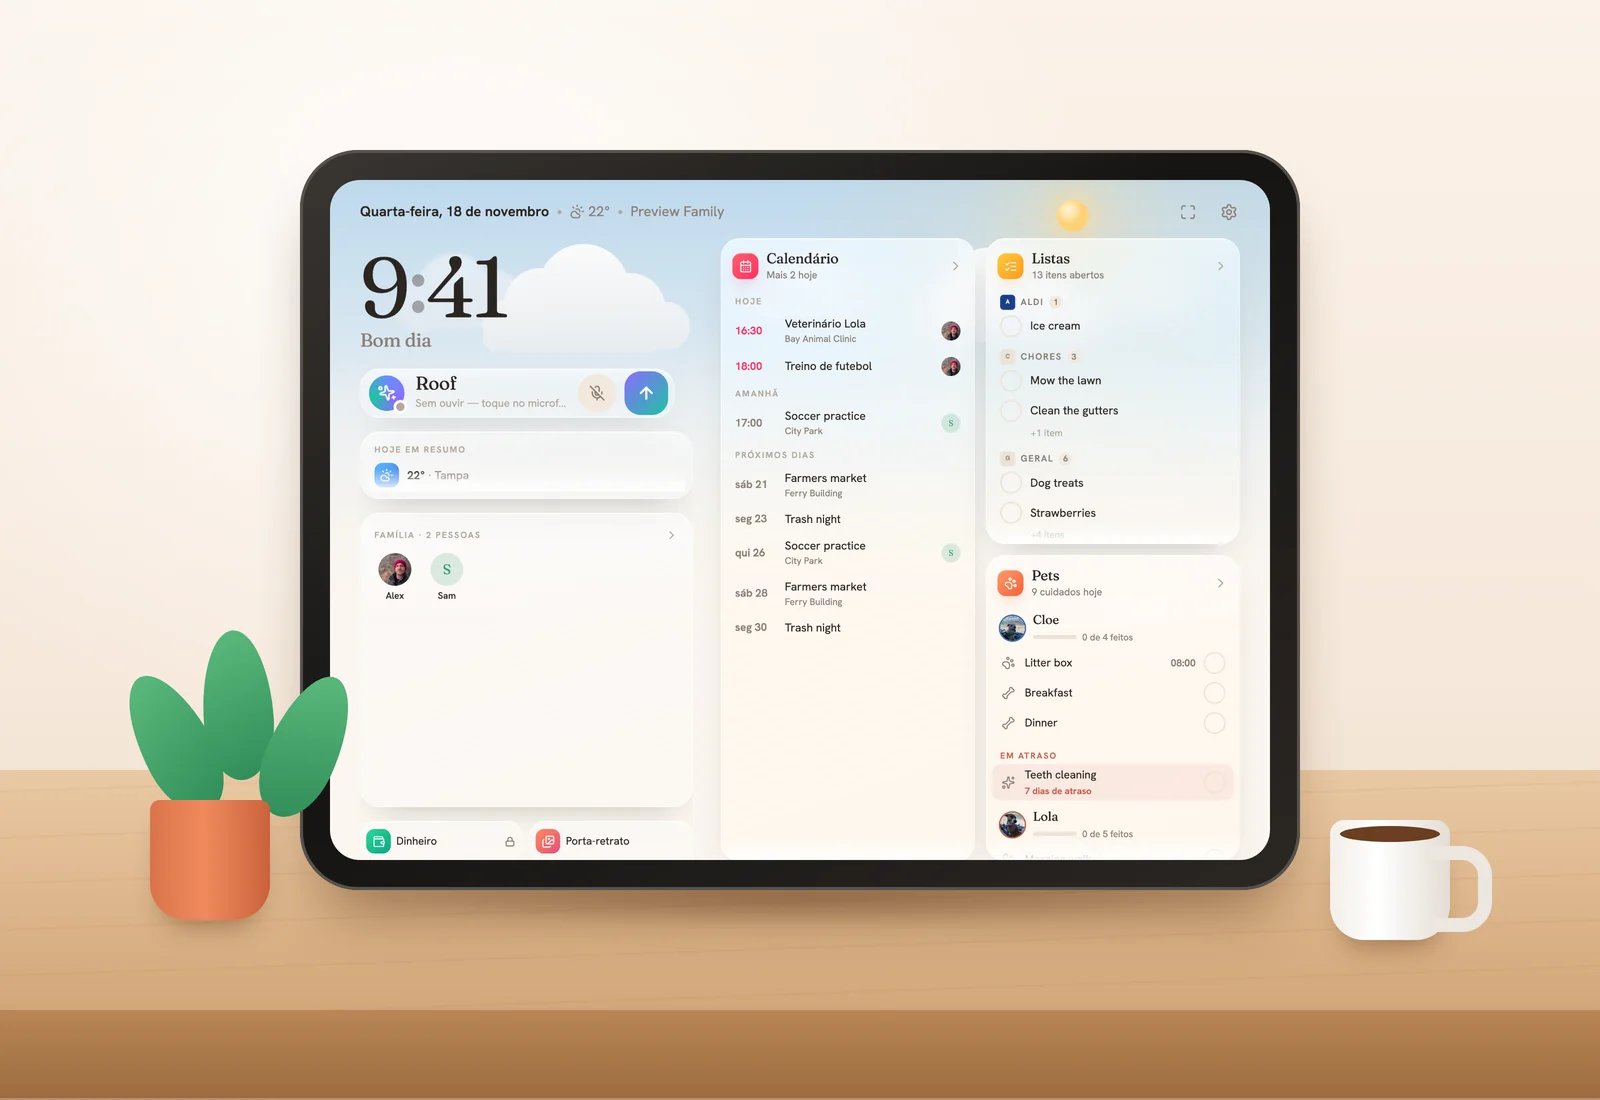 Quarta-feira, 18 de novembro • 22° • Preview Family
9:41
Bom dia
Roof
Sem ouvir — toque no microf...
HOJE EM RESUMO
22° · Tampa
FAMÍLIA · 2 PESSOAS
S
Alex
Sam
Dinheiro
Porta-retrato
Calendário
Mais 2 hoje
HOJE
16:30 Veterinário Lola
Bay Animal Clinic
18:00 Treino de futebol
AMANHÃ
17:00 Soccer practice S
City Park
PRÓXIMOS DIAS
sáb 21 Farmers market
Ferry Building
seg 23 Trash night
qui 26 Soccer practice S
City Park
sáb 28 Farmers market
Ferry Building
seg 30 Trash night
Listas
13 itens abertos
A ALDI 1
Ice cream
C CHORES 3
Mow the lawn
Clean the gutters
+1 item
G GERAL 6
Dog treats
Strawberries
+4 itens
Pets
9 cuidados hoje
Cloe
0 de 4 feitos
Litter box 08:00
Breakfast
Dinner
EM ATRASO
Teeth cleaning
7 dias de atraso
Lola
0 de 5 feitos